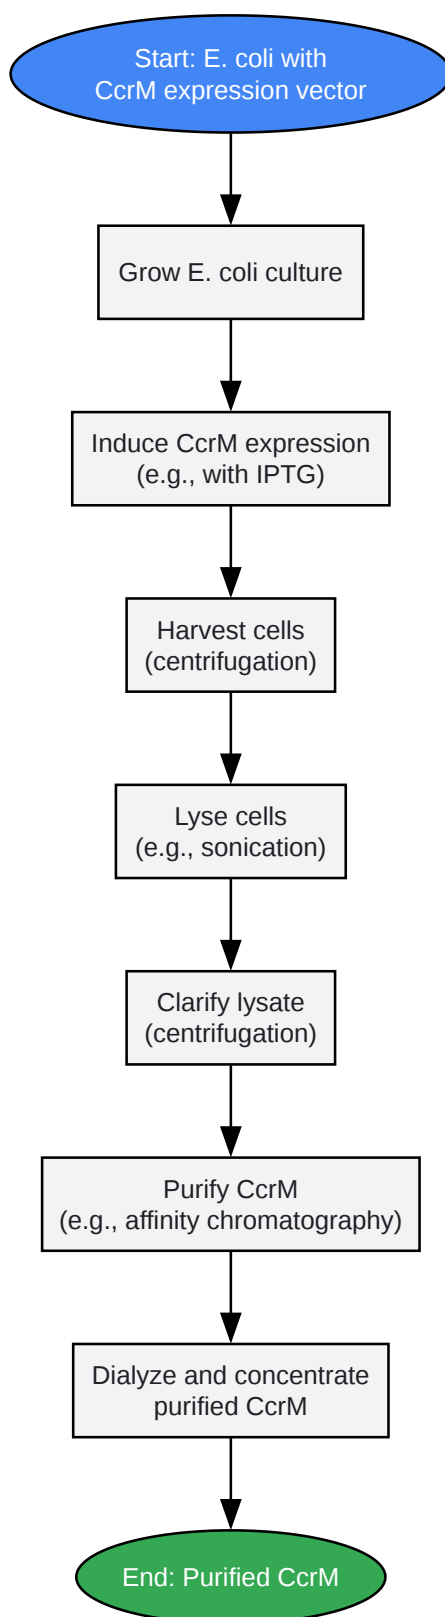 Start: E. coli with
CcrM expression vector
Grow E. coli culture
Induce CcrM expression
(e.g., with IPTG)
Harvest cells
(centrifugation)
Lyse cells
(e.g., sonication)
Clarify lysate
(centrifugation)
Purify CcrM
(e.g., affinity chromatography)
Dialyze and concentrate
purified CcrM
End: Purified CcrM